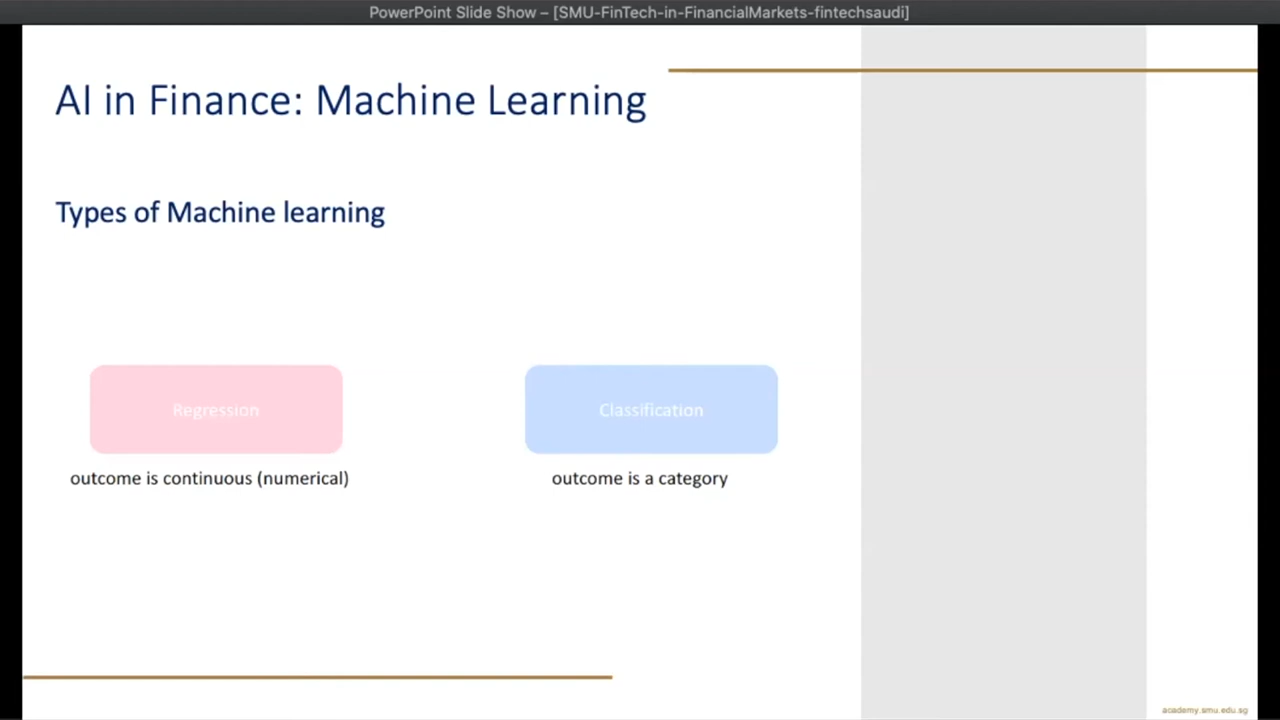 PowerPoint Slide Show – [SMU-FinTech-in-FinancialMarkets-fintechsaudi]
AI in Finance: Machine Learning
Types of Machine learning
Regression
Classification
outcome is continuous (numerical)
outcome is a category
academy.smu.edu.sg